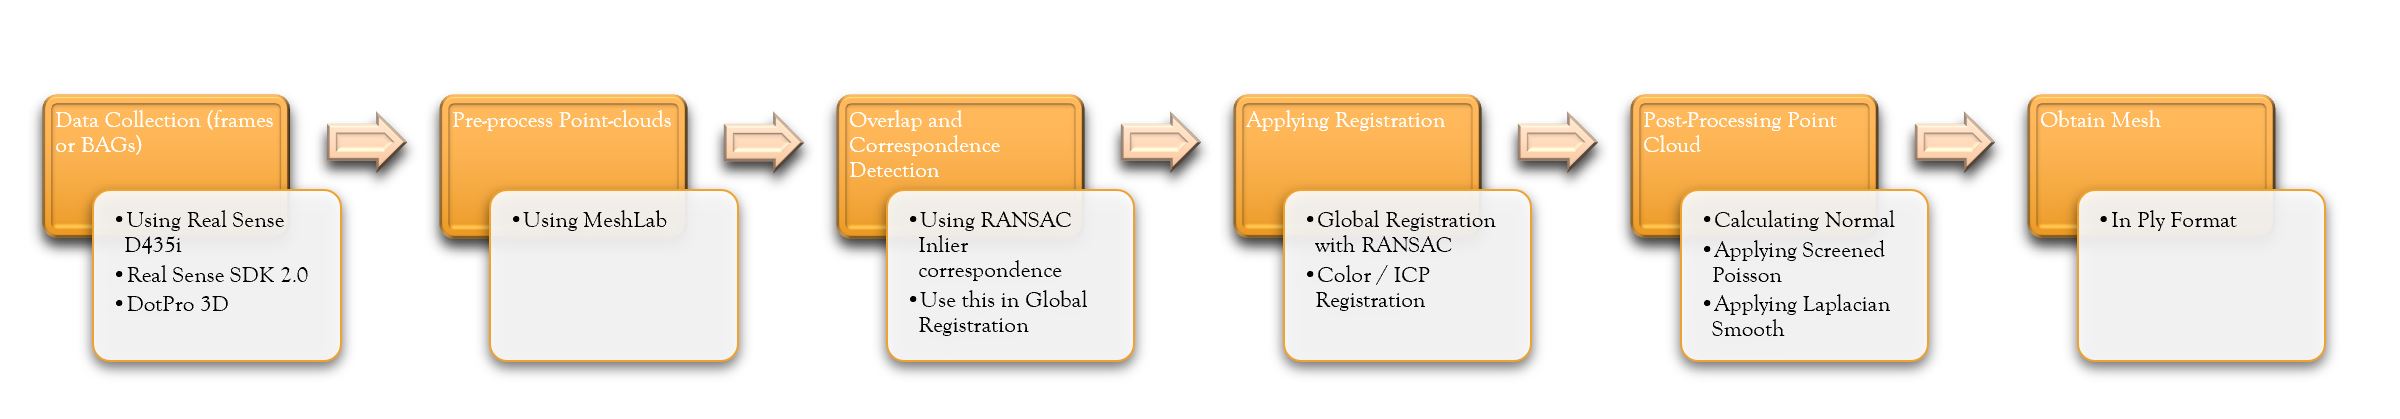 Data Collection (frames
or BAGs)
• Using Real Sense
D435i
• Real Sense SDK 2.0
• DotPro 3D
Pre-process Point-clouds
• Using MeshLab
Overlap and
Correspondence
Detection
• Using RANSAC
Inlier
correspondence
• Use this in Global
Registration
Applying Registration
• Global Registration
with RANSAC
• Color / ICP
Registration
Post-Processing Point
Cloud
• Calculating Normal
• Applying Screened
Poisson
• Applying Laplacian
Smooth
Obtain Mesh
• In Ply Format